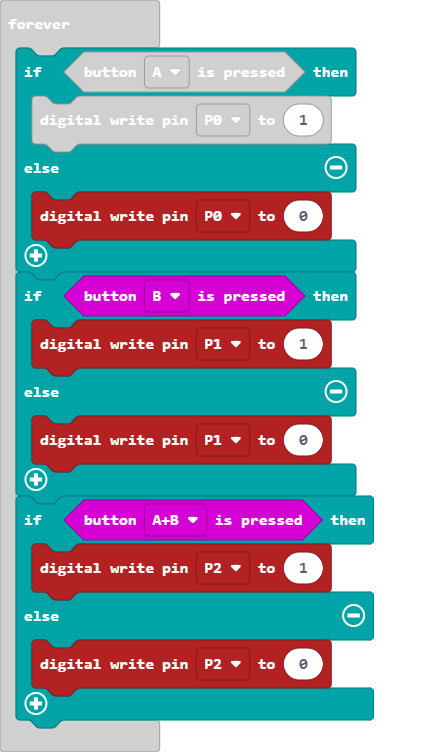 forever
if button A is pressed then
digital write pin P0 to 1
else
digital write pin P0 to 0
if button B is pressed then
digital write pin P1 to 1
else
digital write pin P1 to 0
if button A+B is pressed then
digital write pin P2 to 1
else
digital write pin P2 to 0